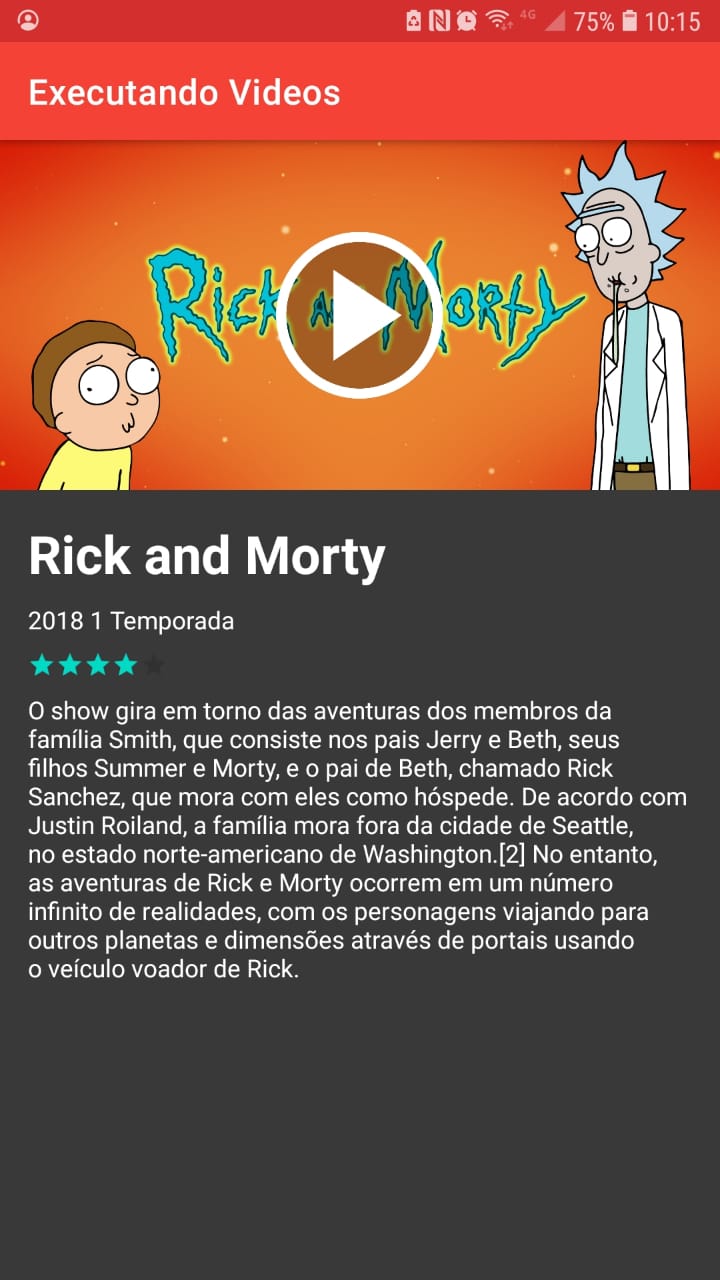 4G 75% 10:15
Executando Videos
Rick and Morty
Rick and Morty
2018 1 Temporada
O show gira em torno das aventuras dos membros da
família Smith, que consiste nos pais Jerry e Beth, seus
filhos Summer e Morty, e o pai de Beth, chamado Rick
Sanchez, que mora com eles como hóspede. De acordo com
Justin Roiland, a família mora fora da cidade de Seattle,
no estado norte-americano de Washington.[2] No entanto,
as aventuras de Rick e Morty ocorrem em um número
infinito de realidades, com os personagens viajando para
outros planetas e dimensões através de portais usando
o veículo voador de Rick.